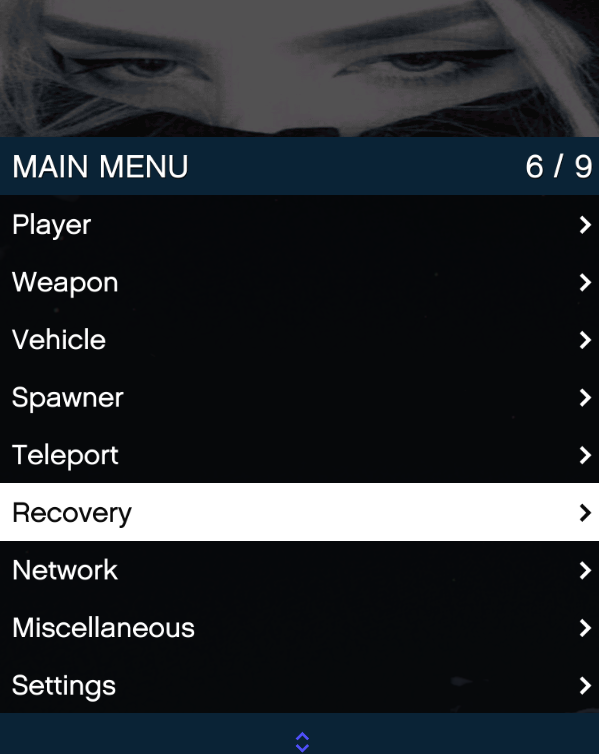 MAIN MENU 6 / 9
Player
Weapon
Vehicle
Spawner
Teleport
Recovery
Network
Miscellaneous
Settings